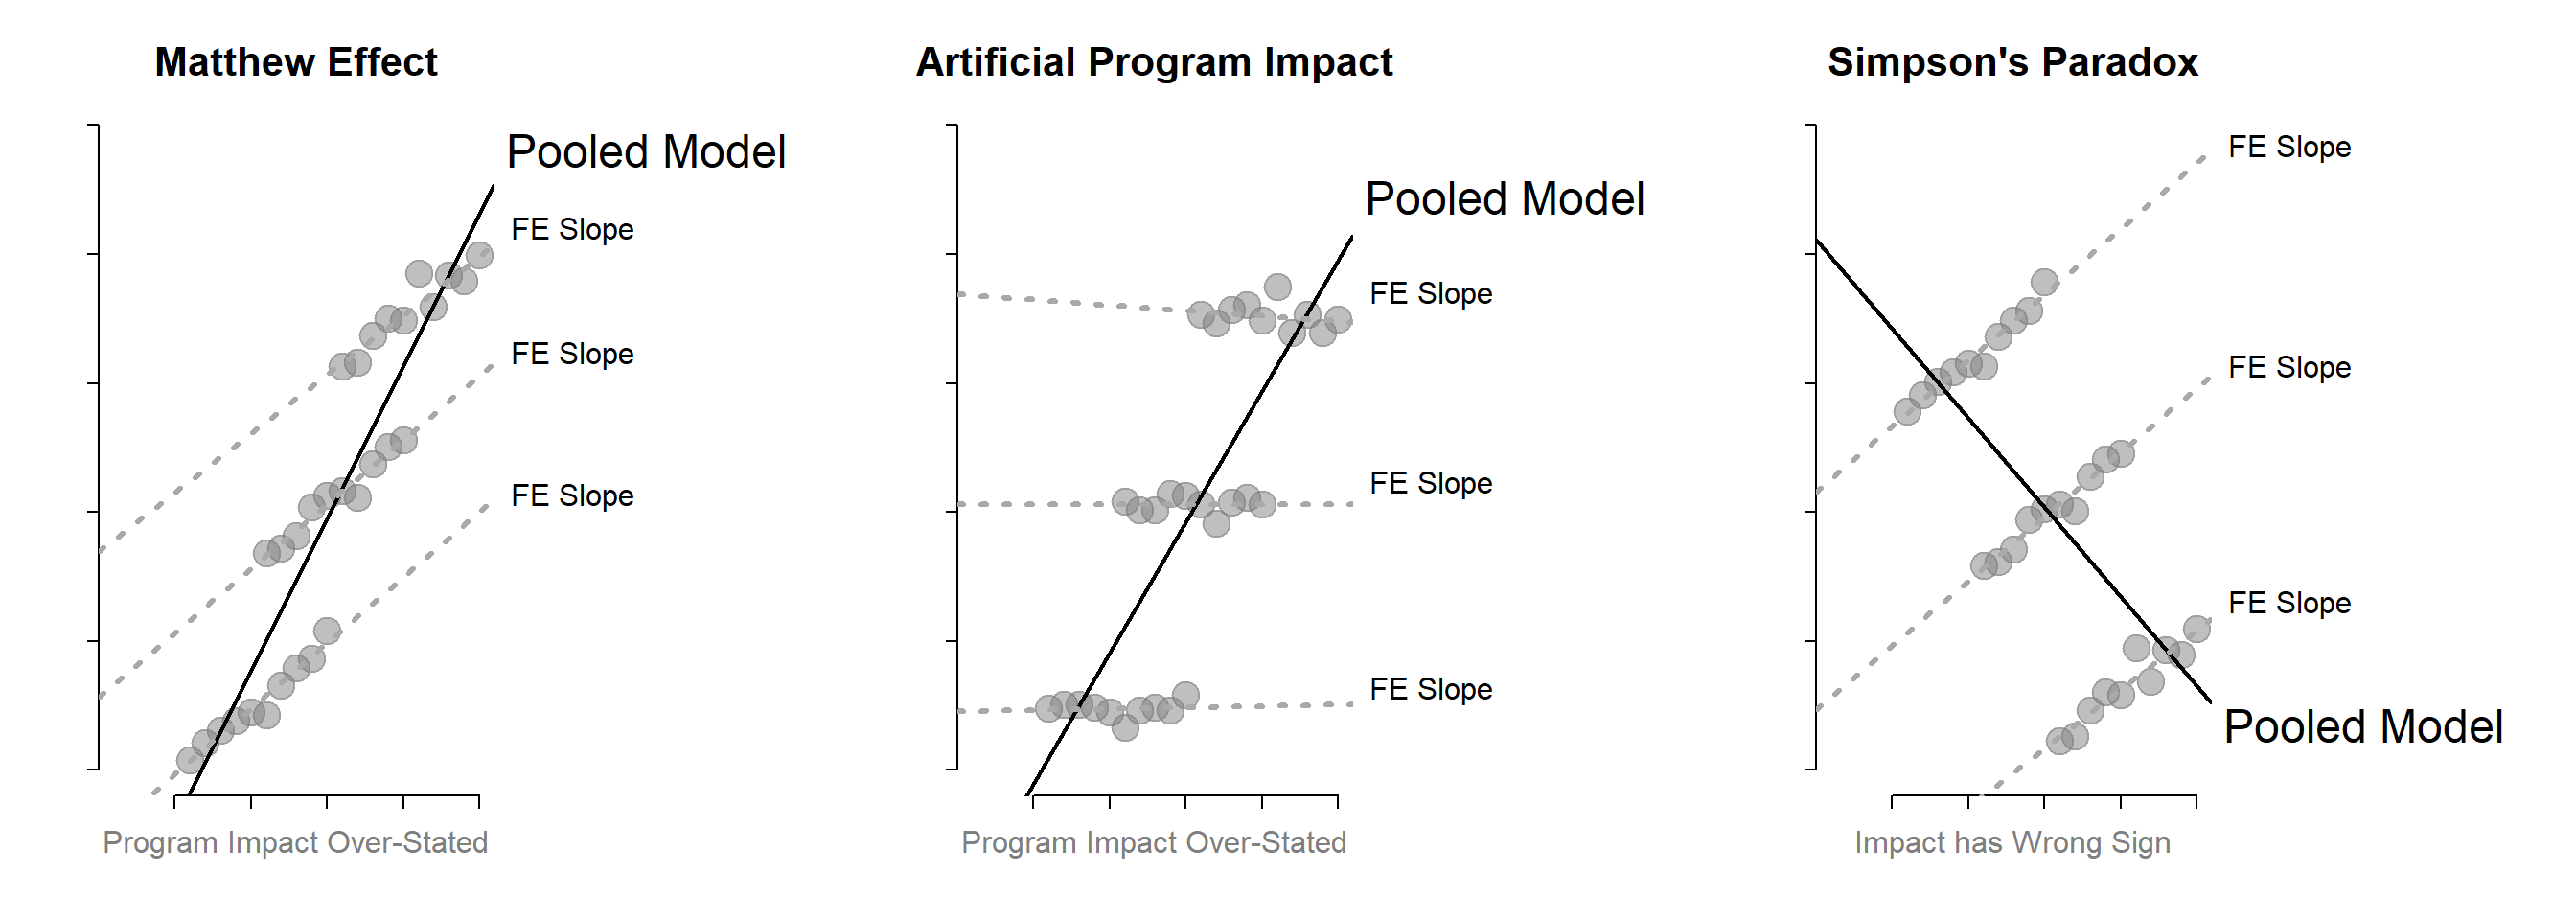 Matthew Effect
Pooled Model
FE Slope
FE Slope
FE Slope
Program Impact Over-Stated
Artificial Program Impact
Pooled Model
FE Slope
FE Slope
FE Slope
Program Impact Over-Stated
Simpson's Paradox
FE Slope
FE Slope
FE Slope
Pooled Model
Impact has Wrong Sign